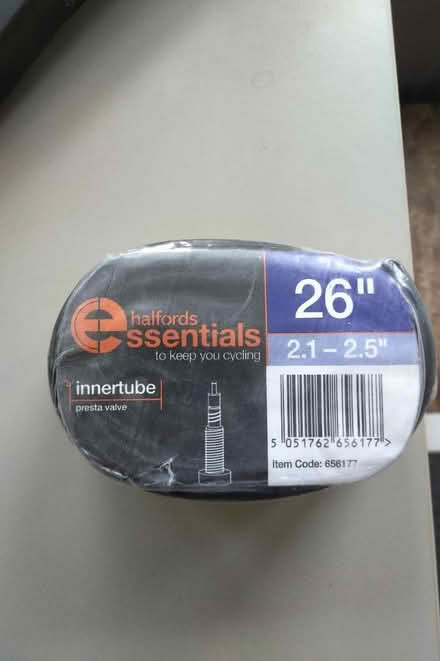 halfords
essentials
to keep you cycling
innertube
presta valve
26"
2.1 – 2.5"
5 051762 656177 >
Item Code: 656177